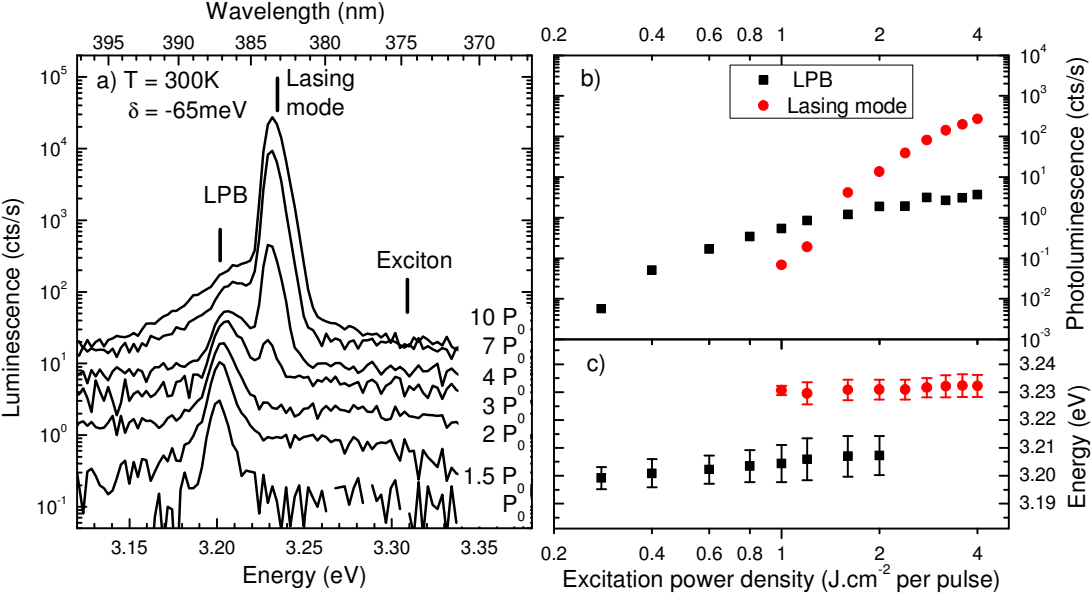 Wavelength (nm)
395 390 385 380 375 370
a) T = 300K
δ = -65meV
Lasing
mode
LPB
Exciton
10 P0
7 P0
4 P0
3 P0
2 P0
1.5 P0
P0
Luminescence (cts/s)
10^5
10^4
10^3
10^2
10^1
10^0
10^-1
3.15 3.20 3.25 3.30 3.35
Energy (eV)
0.2 0.4 0.6 0.8 1 2 4
b)
LPB
Lasing mode
10^4
10^3
10^2
10^1
10^0
10^-1
10^-2
10^-3
Photoluminescence (cts/s)
c)
3.24
3.23
3.22
3.21
3.20
3.19
Energy (eV)
0.2 0.4 0.6 0.8 1 2 4
Excitation power density (J.cm^-2 per pulse)